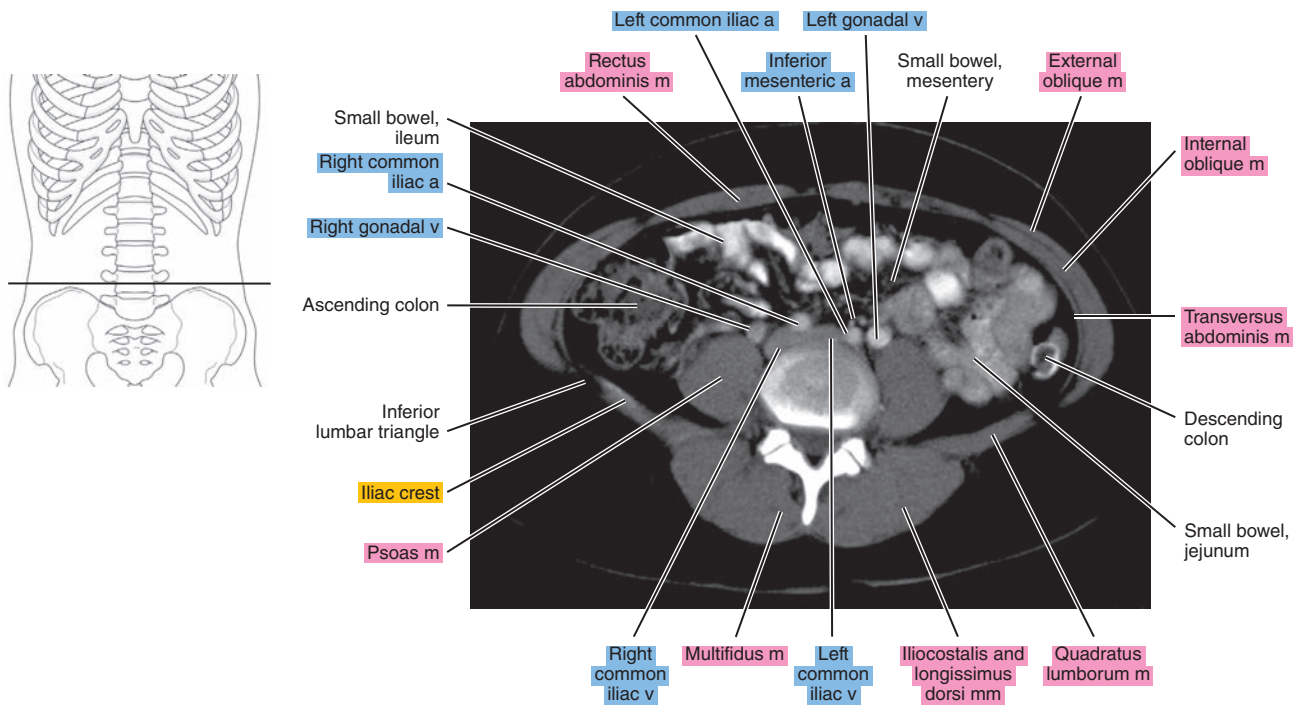 Left common iliac a
Left gonadal v
Rectus
abdominis m
Inferior
mesenteric a
Small bowel,
mesentery
External
oblique m
Small bowel,
ileum
Internal
oblique m
Right common
iliac a
Right gonadal v
Ascending colon
Transversus
abdominis m
Inferior
lumbar triangle
Descending
colon
Iliac crest
Psoas m
Small bowel,
jejunum
Right
common
iliac v
Multifidus m
Left
common
iliac v
Iliocostalis and
longissimus
dorsi mm
Quadratus
lumborum m